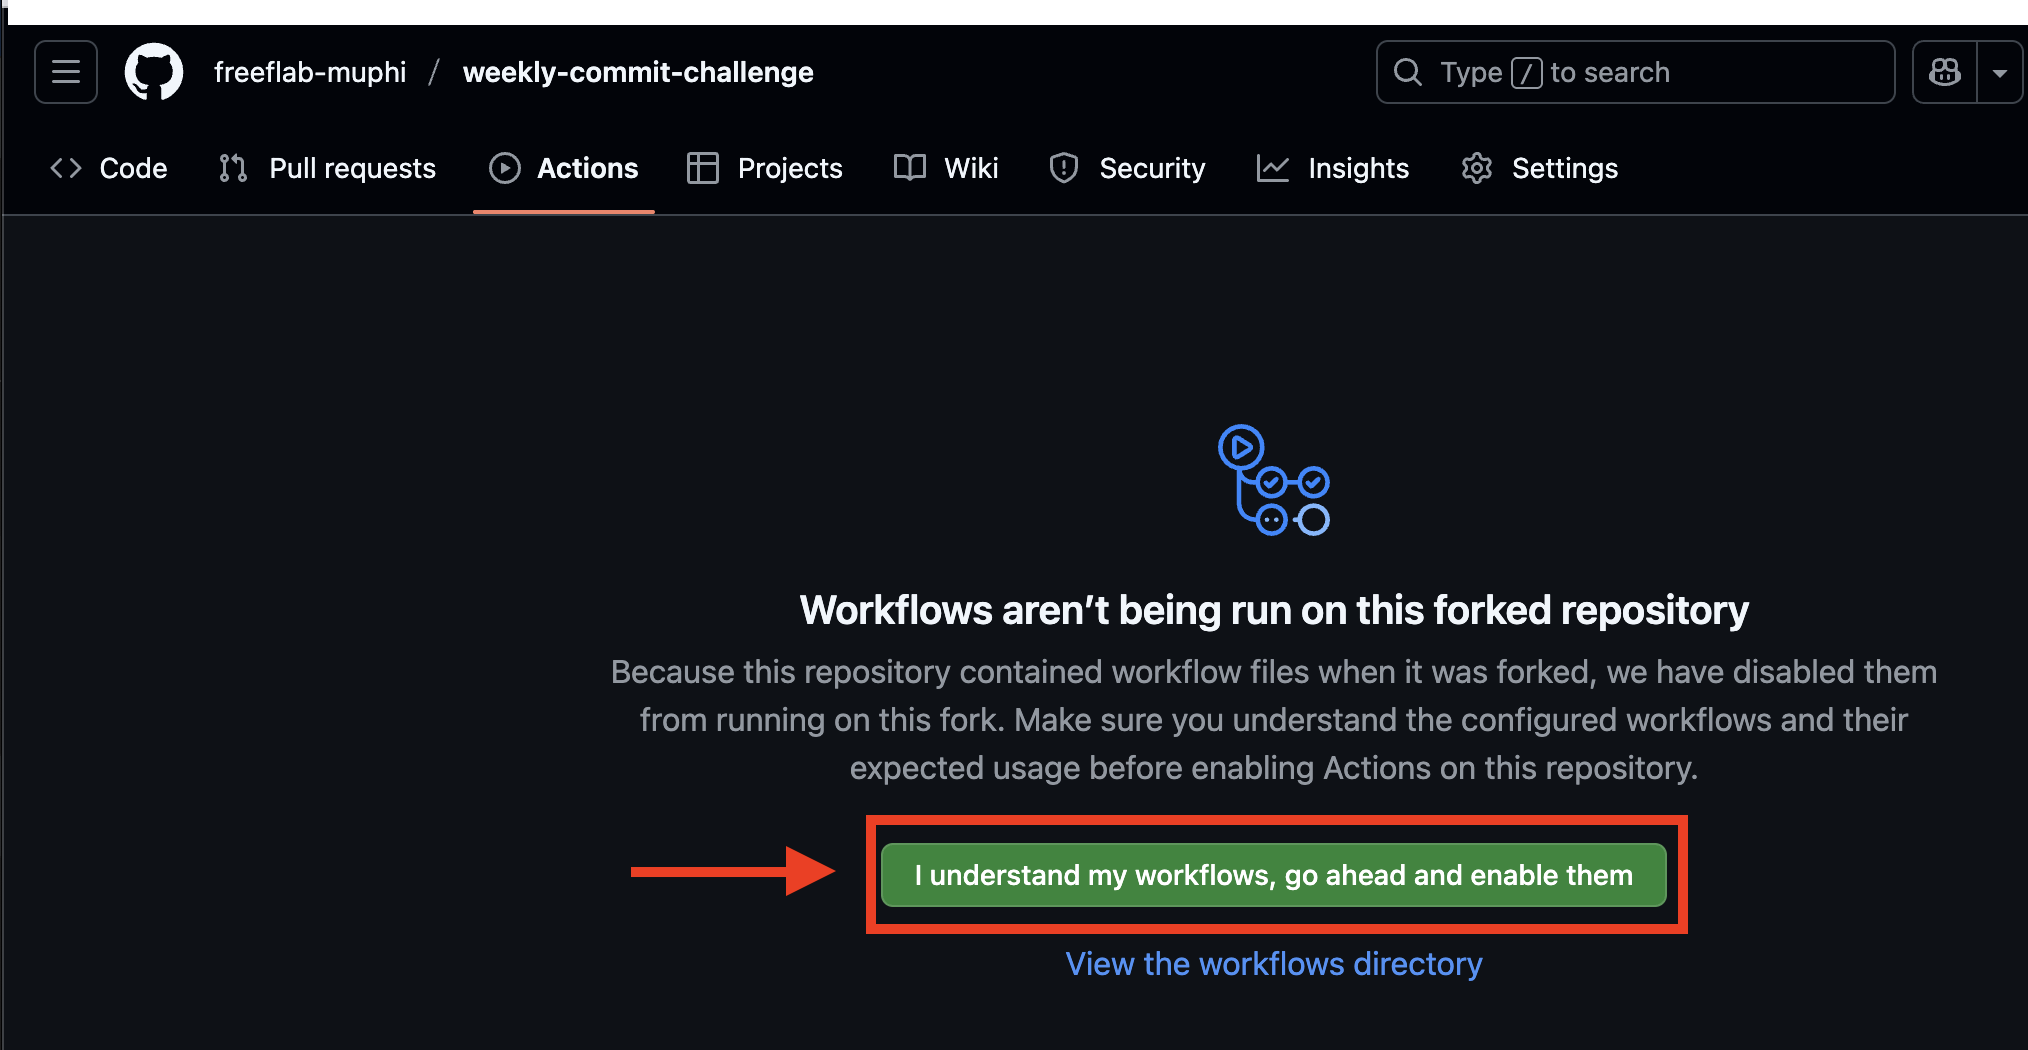 freeflab-muphi / weekly-commit-challenge
Type / to search
Code Pull requests Actions Projects Wiki Security Insights Settings
Workflows aren’t being run on this forked repository
Because this repository contained workflow files when it was forked, we have disabled them
from running on this fork. Make sure you understand the configured workflows and their
expected usage before enabling Actions on this repository.
I understand my workflows, go ahead and enable them
View the workflows directory